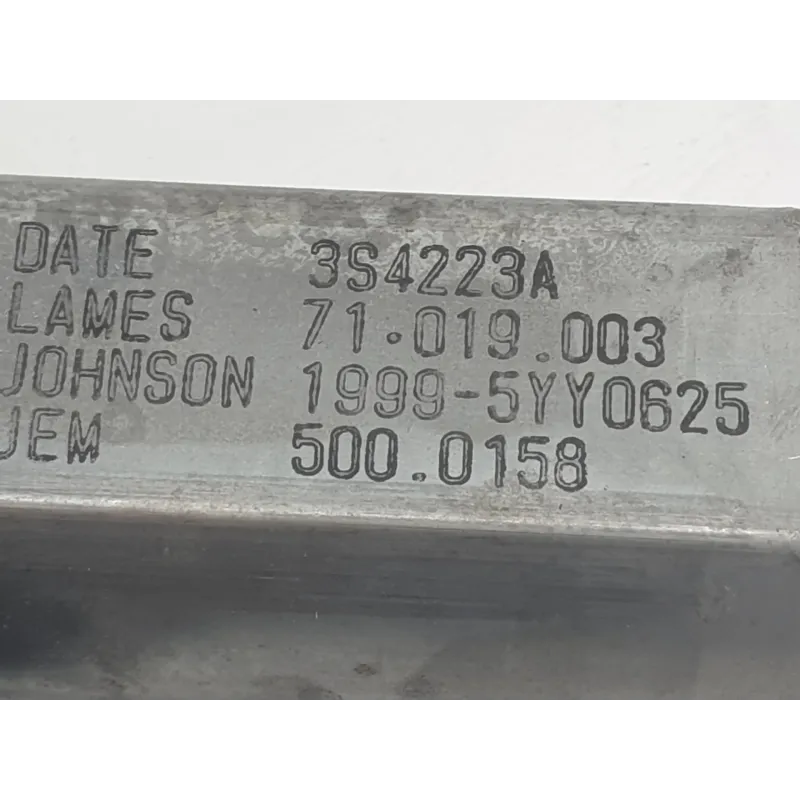 DATE 3S4223A
LAMES 71.019.003
JOHNSON 1999-5YY0625
JEM 500.0158